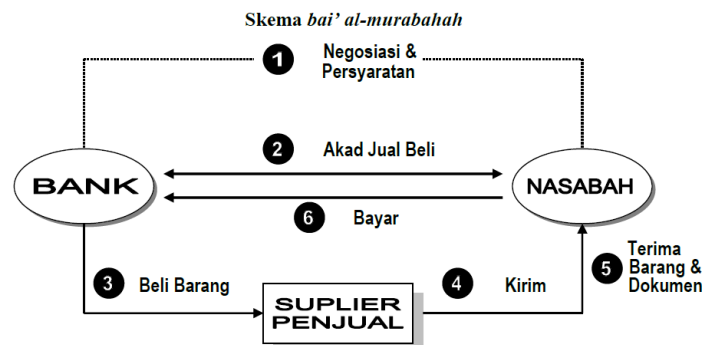 Skema bai' al-murabahah
1 Negosiasi &
Persyaratan
2 Akad Jual Beli
BANK
NASABAH
6 Bayar
3 Beli Barang
4 Kirim
5 Terima
Barang &
Dokumen
SUPLIER
PENJUAL